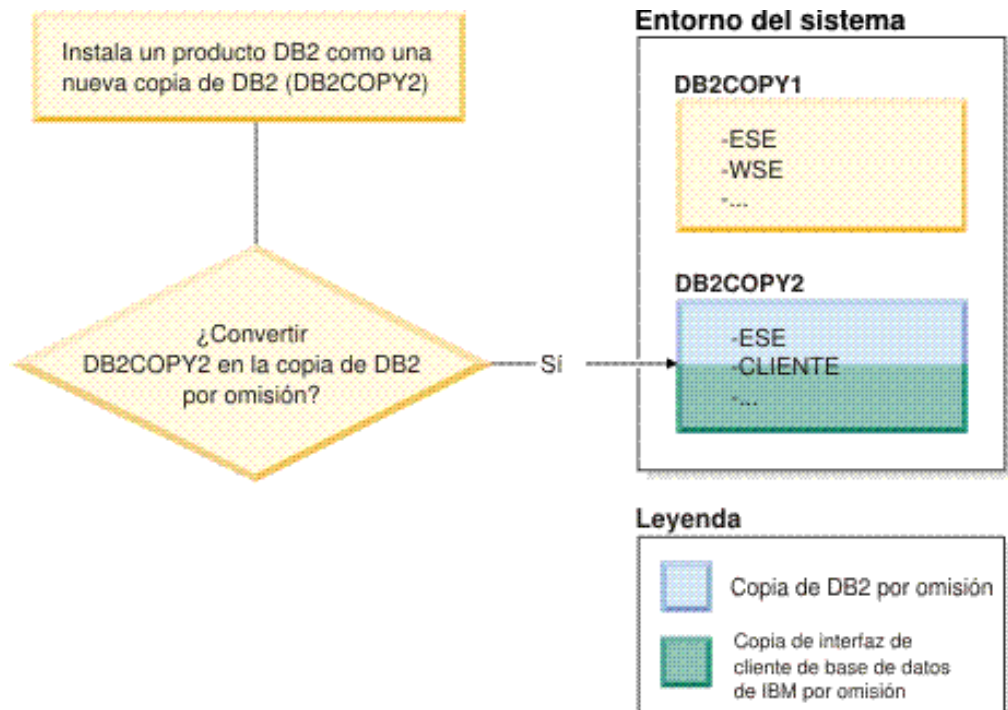 Instala un producto DB2 como una
nueva copia de DB2 (DB2COPY2)
¿Convertir
DB2COPY2 en la copia de DB2
por omisión?
Sí
Entorno del sistema
DB2COPY1
-ESE
-WSE
-...
DB2COPY2
-ESE
-CLIENTE
-...
Leyenda
Copia de DB2 por omisión
Copia de interfaz de
cliente de base de datos
de IBM por omisión